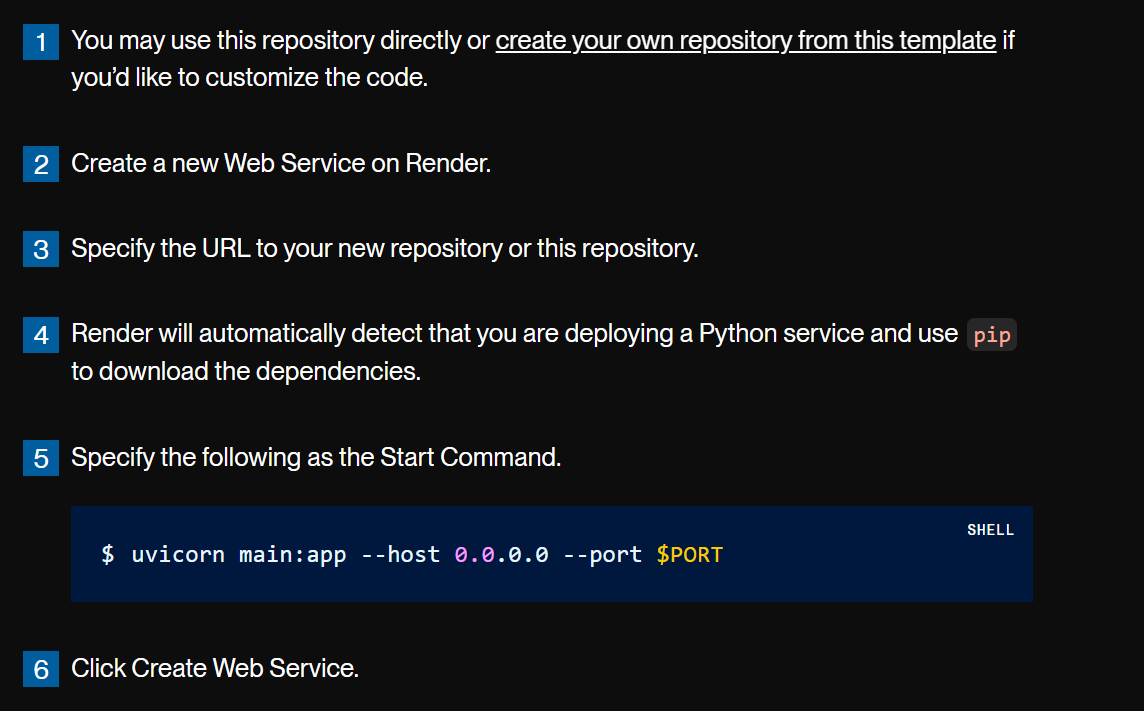 1 You may use this repository directly or create your own repository from this template if
you’d like to customize the code.
2 Create a new Web Service on Render.
3 Specify the URL to your new repository or this repository.
4 Render will automatically detect that you are deploying a Python service and use pip
to download the dependencies.
5 Specify the following as the Start Command.
SHELL
$ uvicorn main:app --host 0.0.0.0 --port $PORT
6 Click Create Web Service.